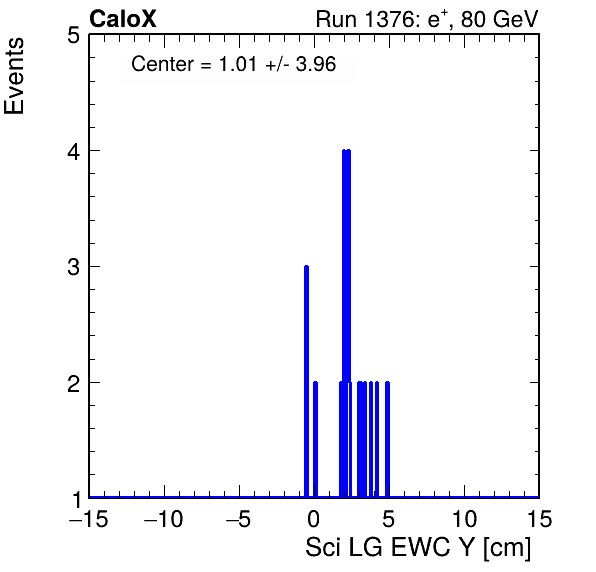 CaloX
Run 1376: e+, 80 GeV
Center = 1.01 +/- 3.96
Events
5
4
3
2
1
−15
−10
−5
0
5
10
15
Sci LG EWC Y [cm]